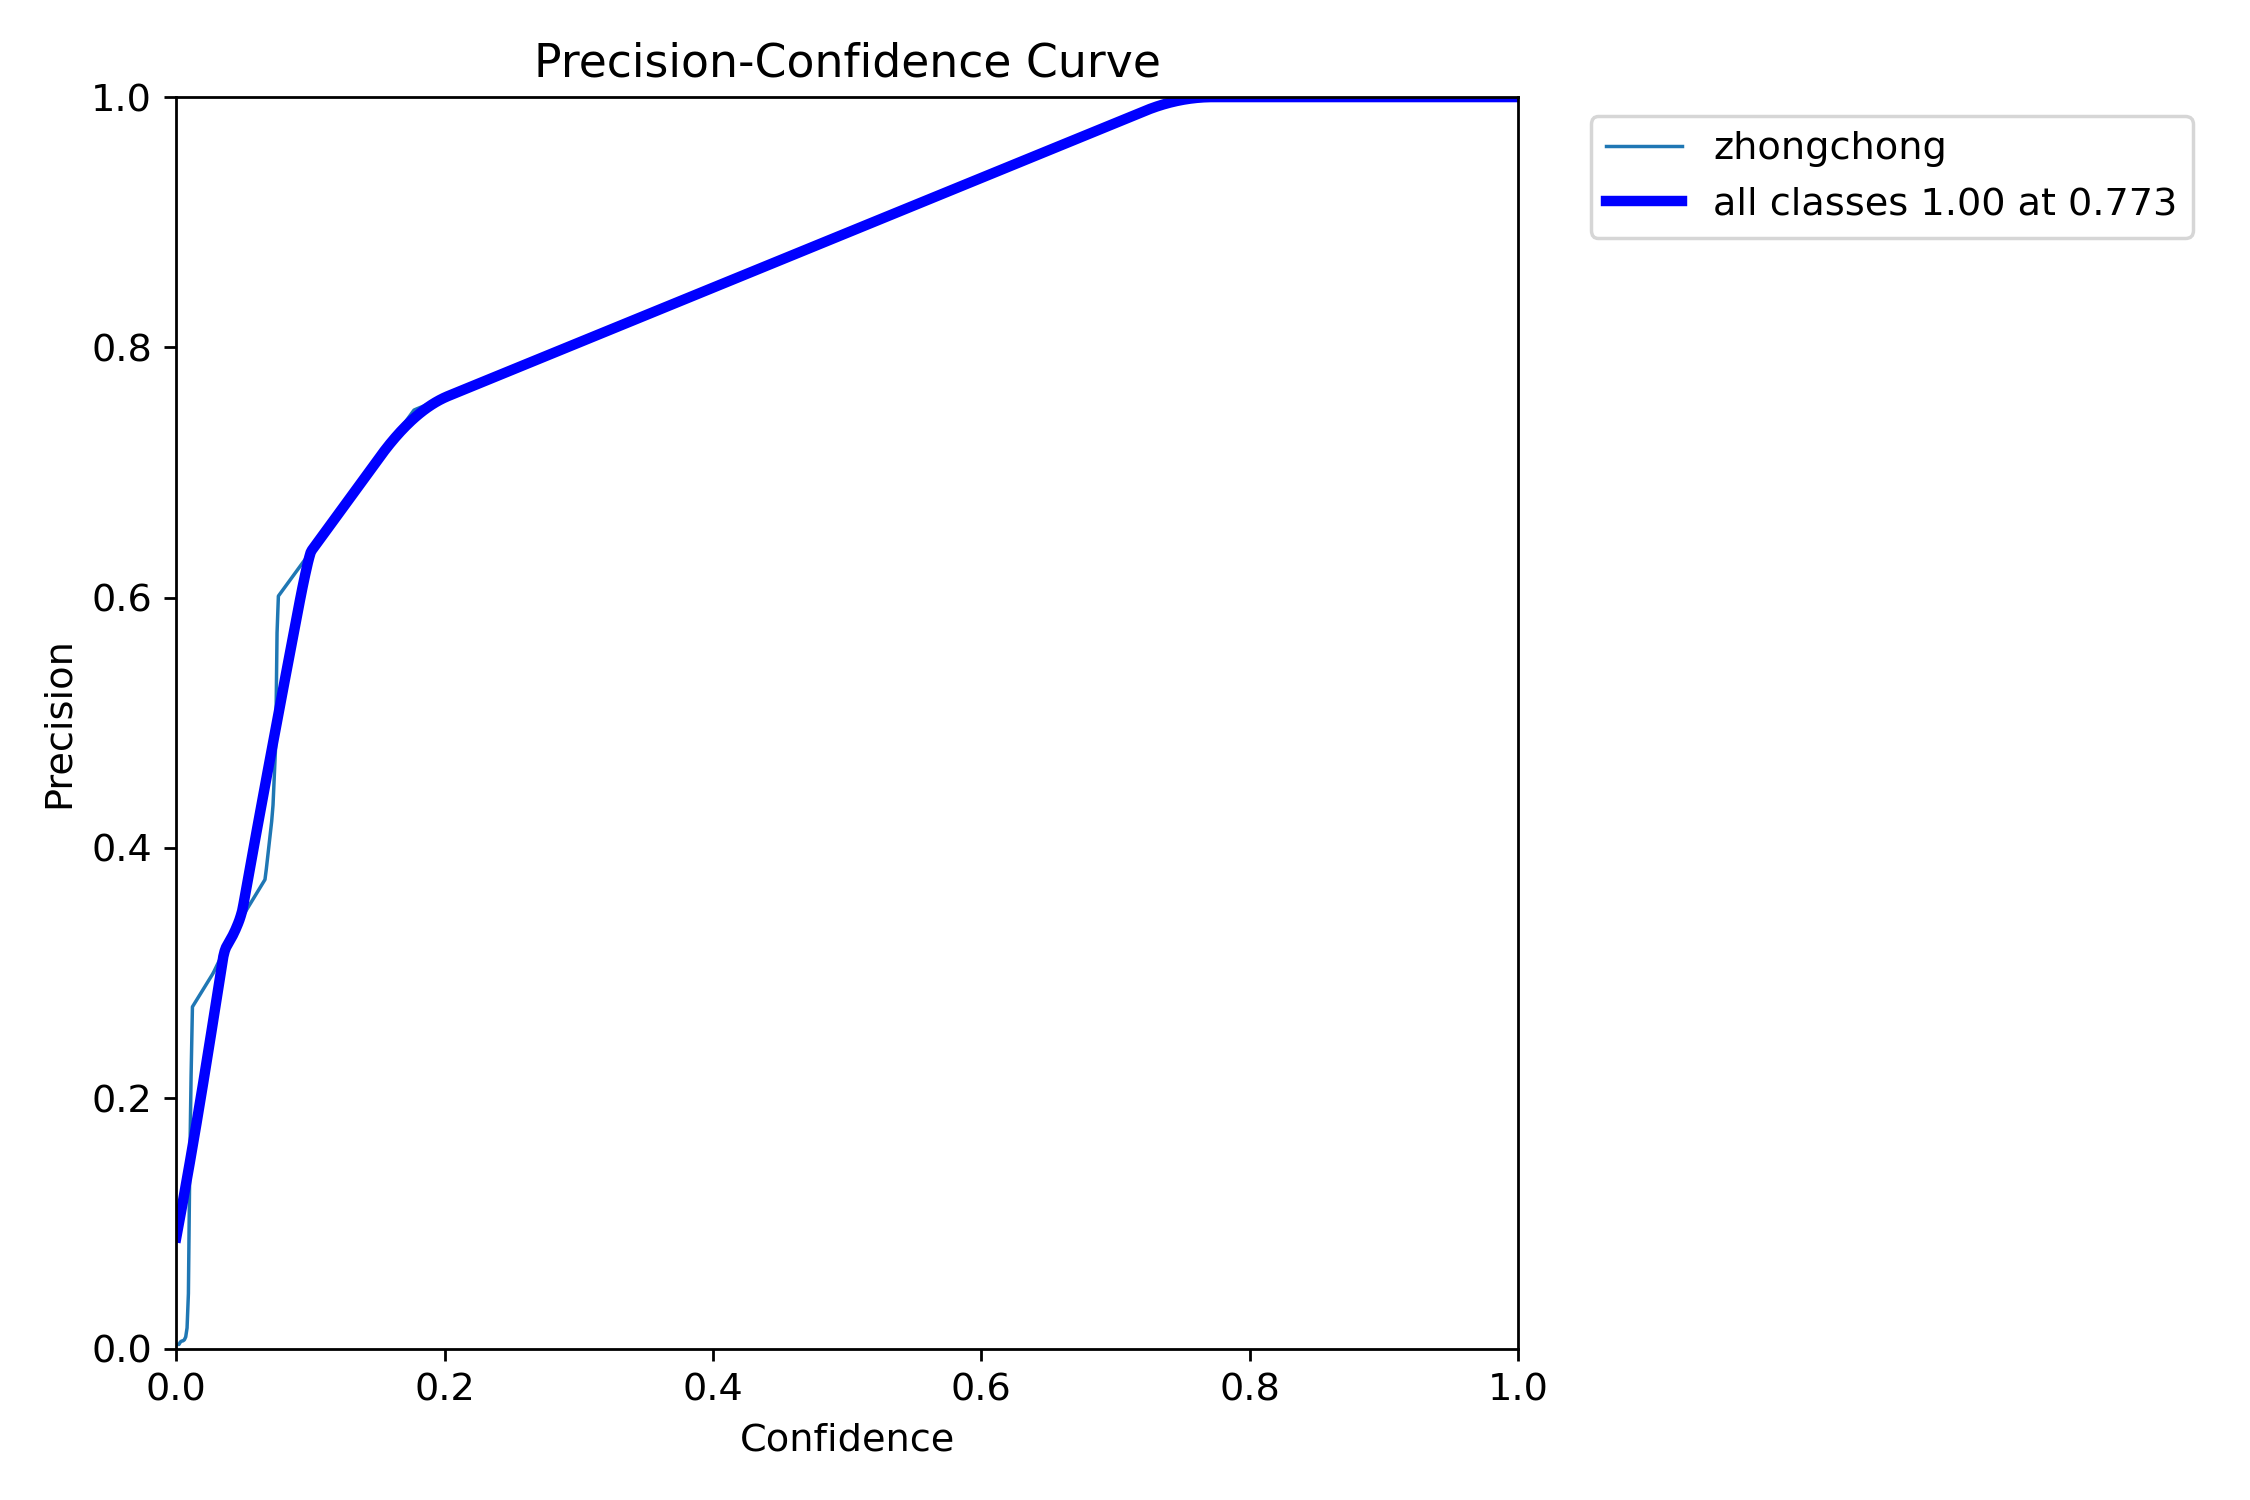 Precision-Confidence Curve
1.0
0.8
0.6
0.4
0.2
0.0
Precision
0.0 0.2 0.4 0.6 0.8 1.0
Confidence
zhongchong
all classes 1.00 at 0.773